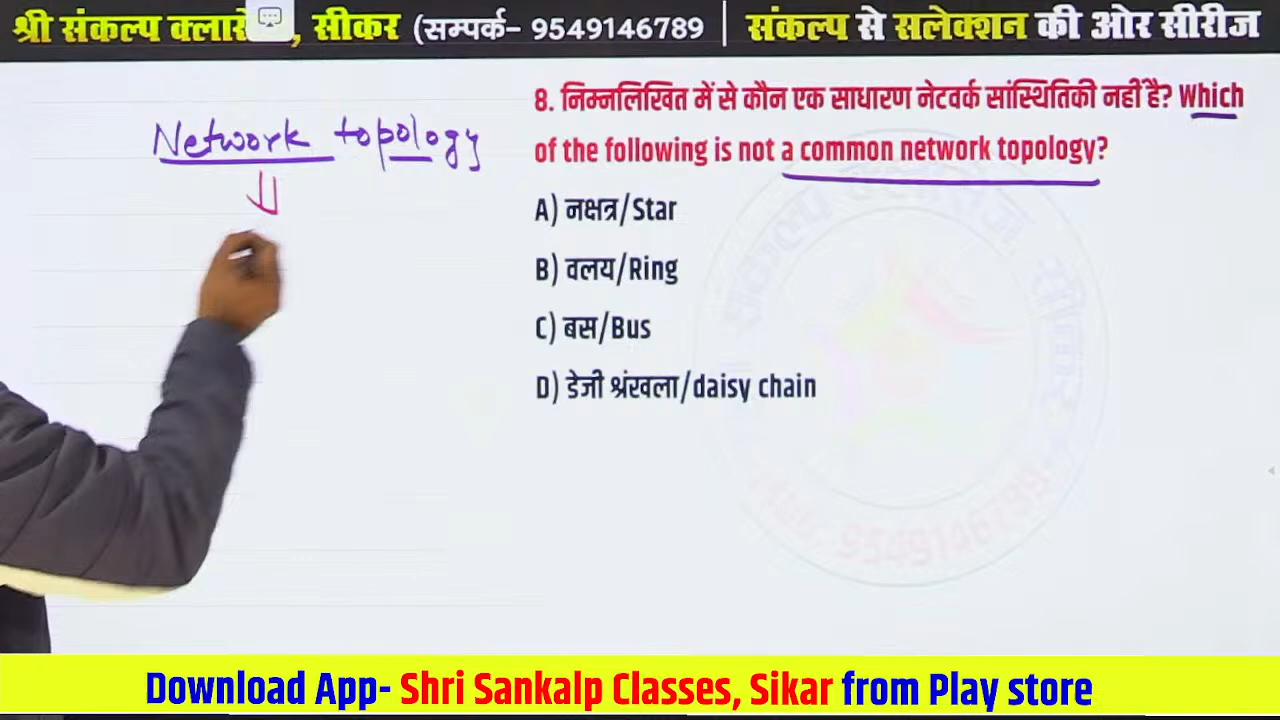 श्री संकल्प क्लासेज, सीकर (सम्पर्क– 9549146789 | संकल्प से सलेक्शन की ओर सीरीज
Network topology
8. निम्नलिखित में से कौन एक साधारण नेटवर्क सांस्थितिकी नहीं है? Which
of the following is not a common network topology?
A) नक्षत्र/Star
B) वलय/Ring
C) बस/Bus
D) डेजी श्रंखला/daisy chain
9549146789
Download App- Shri Sankalp Classes, Sikar from Play store